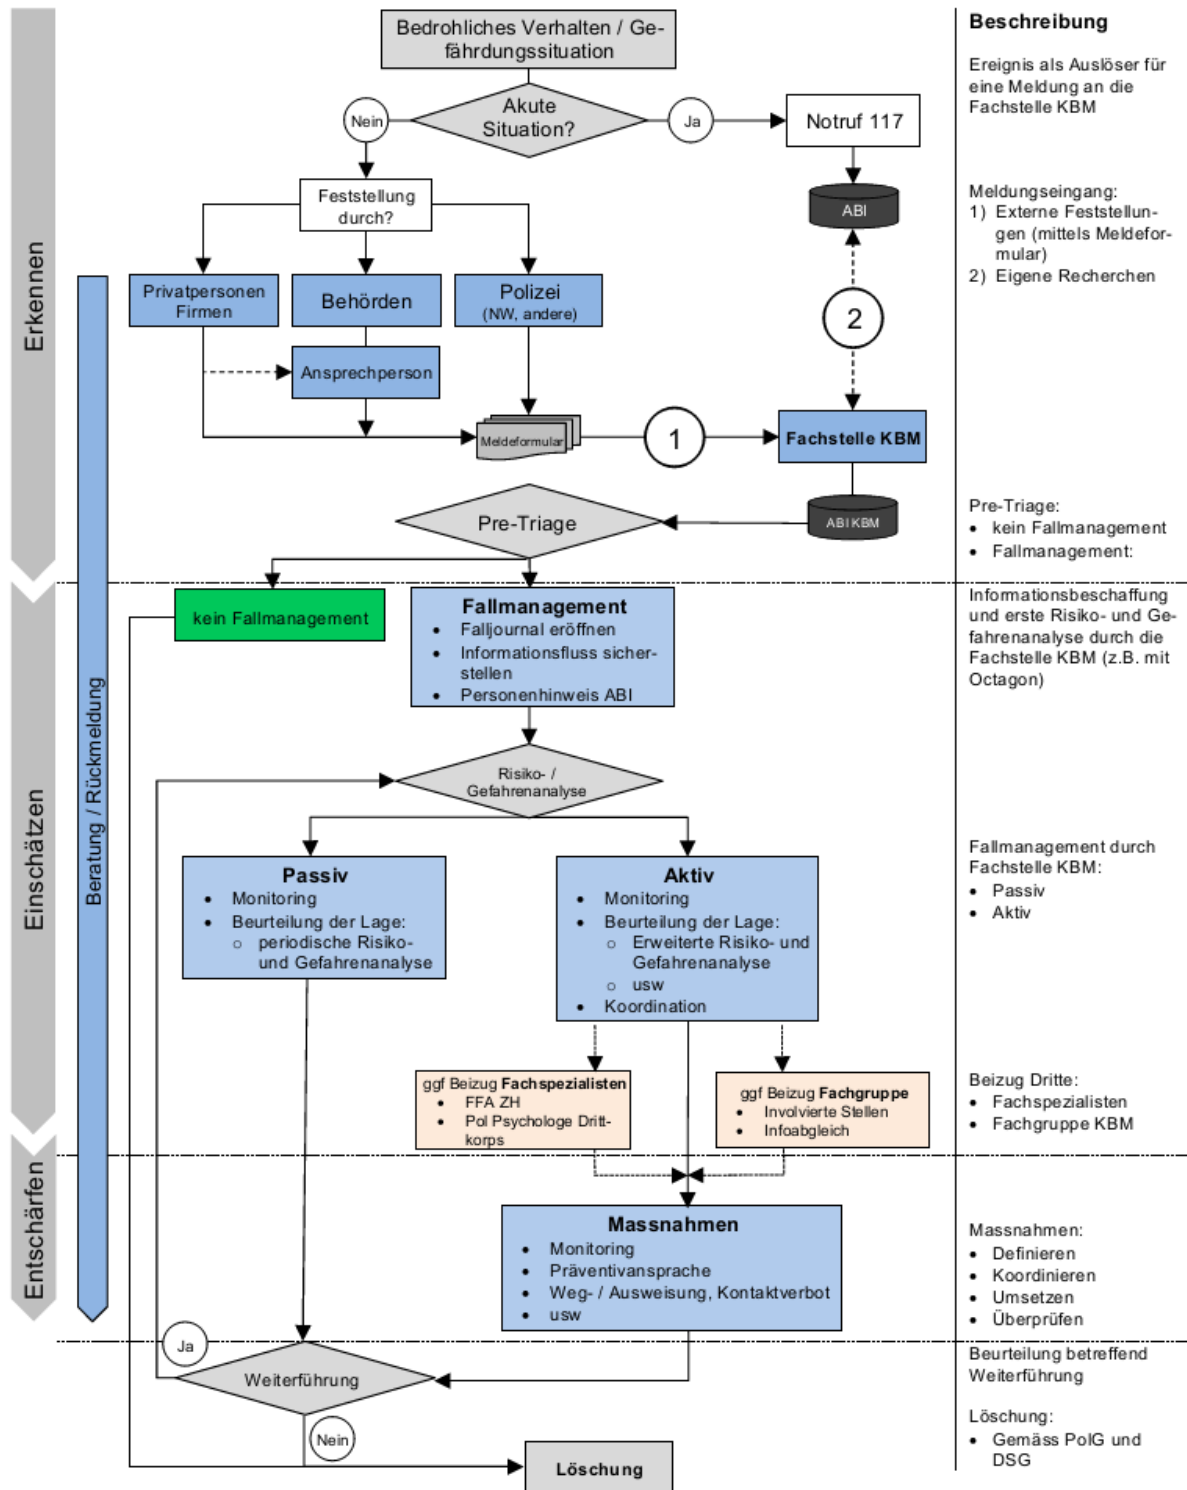 Bedrohliches Verhalten / Ge-
fährdungssituation
Akute
Situation?
Nein
Ja
Notruf 117
ABI
Feststellung
durch?
Privatpersonen
Firmen
Behörden
Polizei
(NW, andere)
Ansprechperson
2
Meldeformular
1
Fachstelle KBM
ABI KBM
Pre-Triage
kein Fallmanagement
Fallmanagement
• Falljournal eröffnen
• Informationsfluss sicher-
stellen
• Personenhinweis ABI
Risiko- /
Gefahrenanalyse
Passiv
• Monitoring
• Beurteilung der Lage:
o periodische Risiko-
und Gefahrenanalyse
Aktiv
• Monitoring
• Beurteilung der Lage:
o Erweiterte Risiko- und
Gefahrenanalyse
o usw
• Koordination
ggf Beizug Fachspezialisten
• FFA ZH
• Pol Psychologe Dritt-
korps
ggf Beizug Fachgruppe
• Involvierte Stellen
• Infoabgleich
Massnahmen
• Monitoring
• Präventivansprache
• Weg- / Ausweisung, Kontaktverbot
• usw
Ja
Weiterführung
Nein
Löschung
Erkennen
Einschätzen
Entschärfen
Beratung / Rückmeldung
Beschreibung
Ereignis als Auslöser für
eine Meldung an die
Fachstelle KBM
Meldungseingang:
1) Externe Feststellun-
gen (mittels Meldefor-
mular)
2) Eigene Recherchen
Pre-Triage:
• kein Fallmanagement
• Fallmanagement:
Informationsbeschaffung
und erste Risiko- und Ge-
fahrenanalyse durch die
Fachstelle KBM (z.B. mit
Octagon)
Fallmanagement durch
Fachstelle KBM:
• Passiv
• Aktiv
Beizug Dritte:
• Fachspezialisten
• Fachgruppe KBM
Massnahmen:
• Definieren
• Koordinieren
• Umsetzen
• Überprüfen
Beurteilung betreffend
Weiterführung
Löschung:
• Gemäss PolG und
DSG